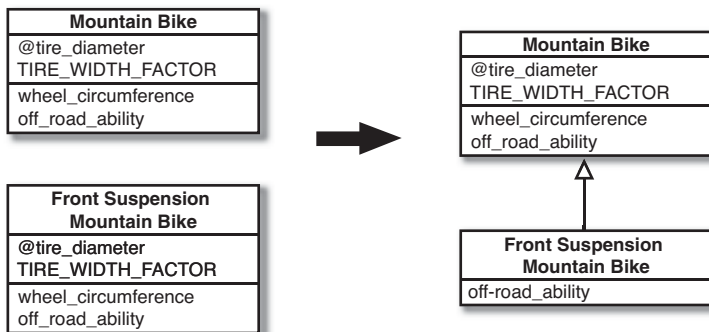 Mountain Bike
@tire_diameter
TIRE_WIDTH_FACTOR
wheel_circumference
off_road_ability
Front Suspension
Mountain Bike
@tire_diameter
TIRE_WIDTH_FACTOR
wheel_circumference
off_road_ability
Mountain Bike
@tire_diameter
TIRE_WIDTH_FACTOR
wheel_circumference
off_road_ability
Front Suspension
Mountain Bike
off-road_ability